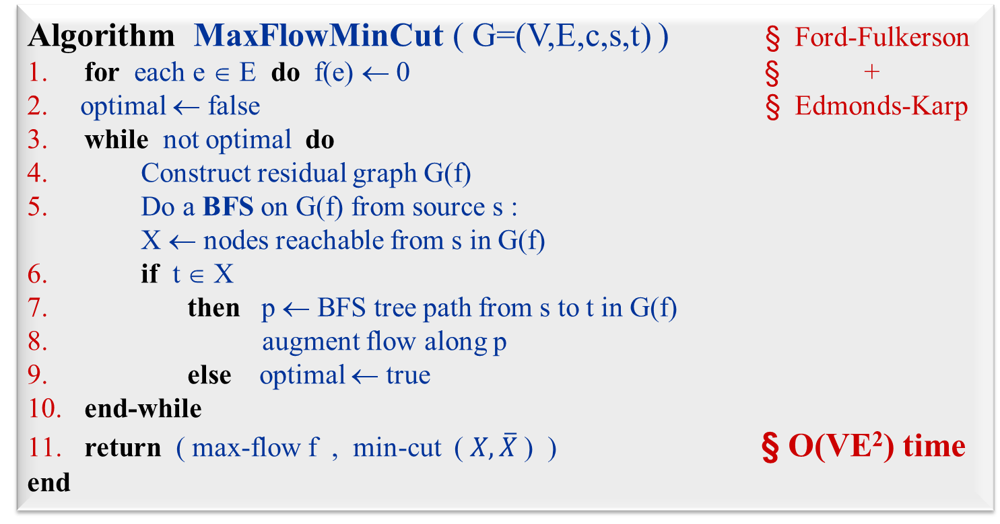 Algorithm MaxFlowMinCut ( G=(V,E,c,s,t) ) § Ford-Fulkerson
1. for each e ∈ E do f(e) ← 0 § +
2. optimal ← false § Edmonds-Karp
3. while not optimal do
4. Construct residual graph G(f)
5. Do a BFS on G(f) from source s :
X ← nodes reachable from s in G(f)
6. if t ∈ X
7. then p ← BFS tree path from s to t in G(f)
8. augment flow along p
9. else optimal ← true
10. end-while
11. return ( max-flow f , min-cut ( X, X̄ ) ) § O(VE²) time
end